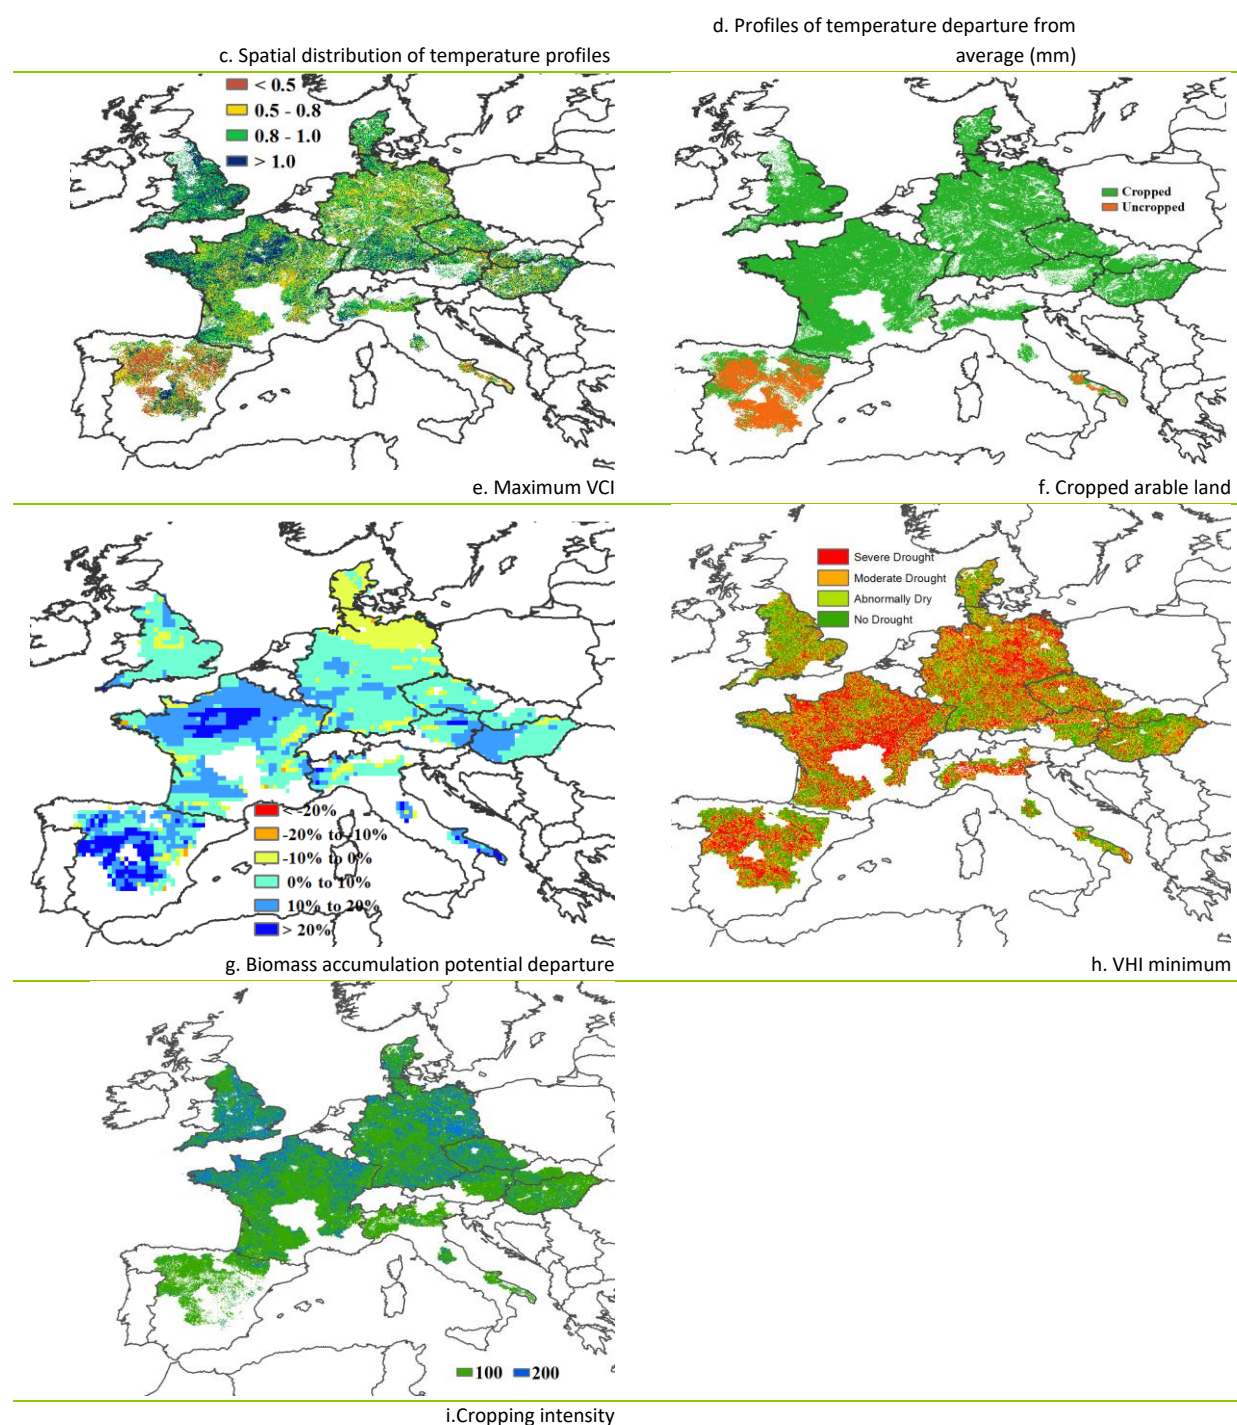 d. Profiles of temperature departure from
c. Spatial distribution of temperature profiles
average (mm)
< 0.5
0.5 - 0.8
0.8 - 1.0
> 1.0
Cropped
Uncropped
e. Maximum VCI
f. Cropped arable land
<-20%
-20% to -10%
-10% to 0%
0% to 10%
10% to 20%
> 20%
Severe Drought
Moderate Drought
Abnormally Dry
No Drought
g. Biomass accumulation potential departure
h. VHI minimum
100 200
i.Cropping intensity